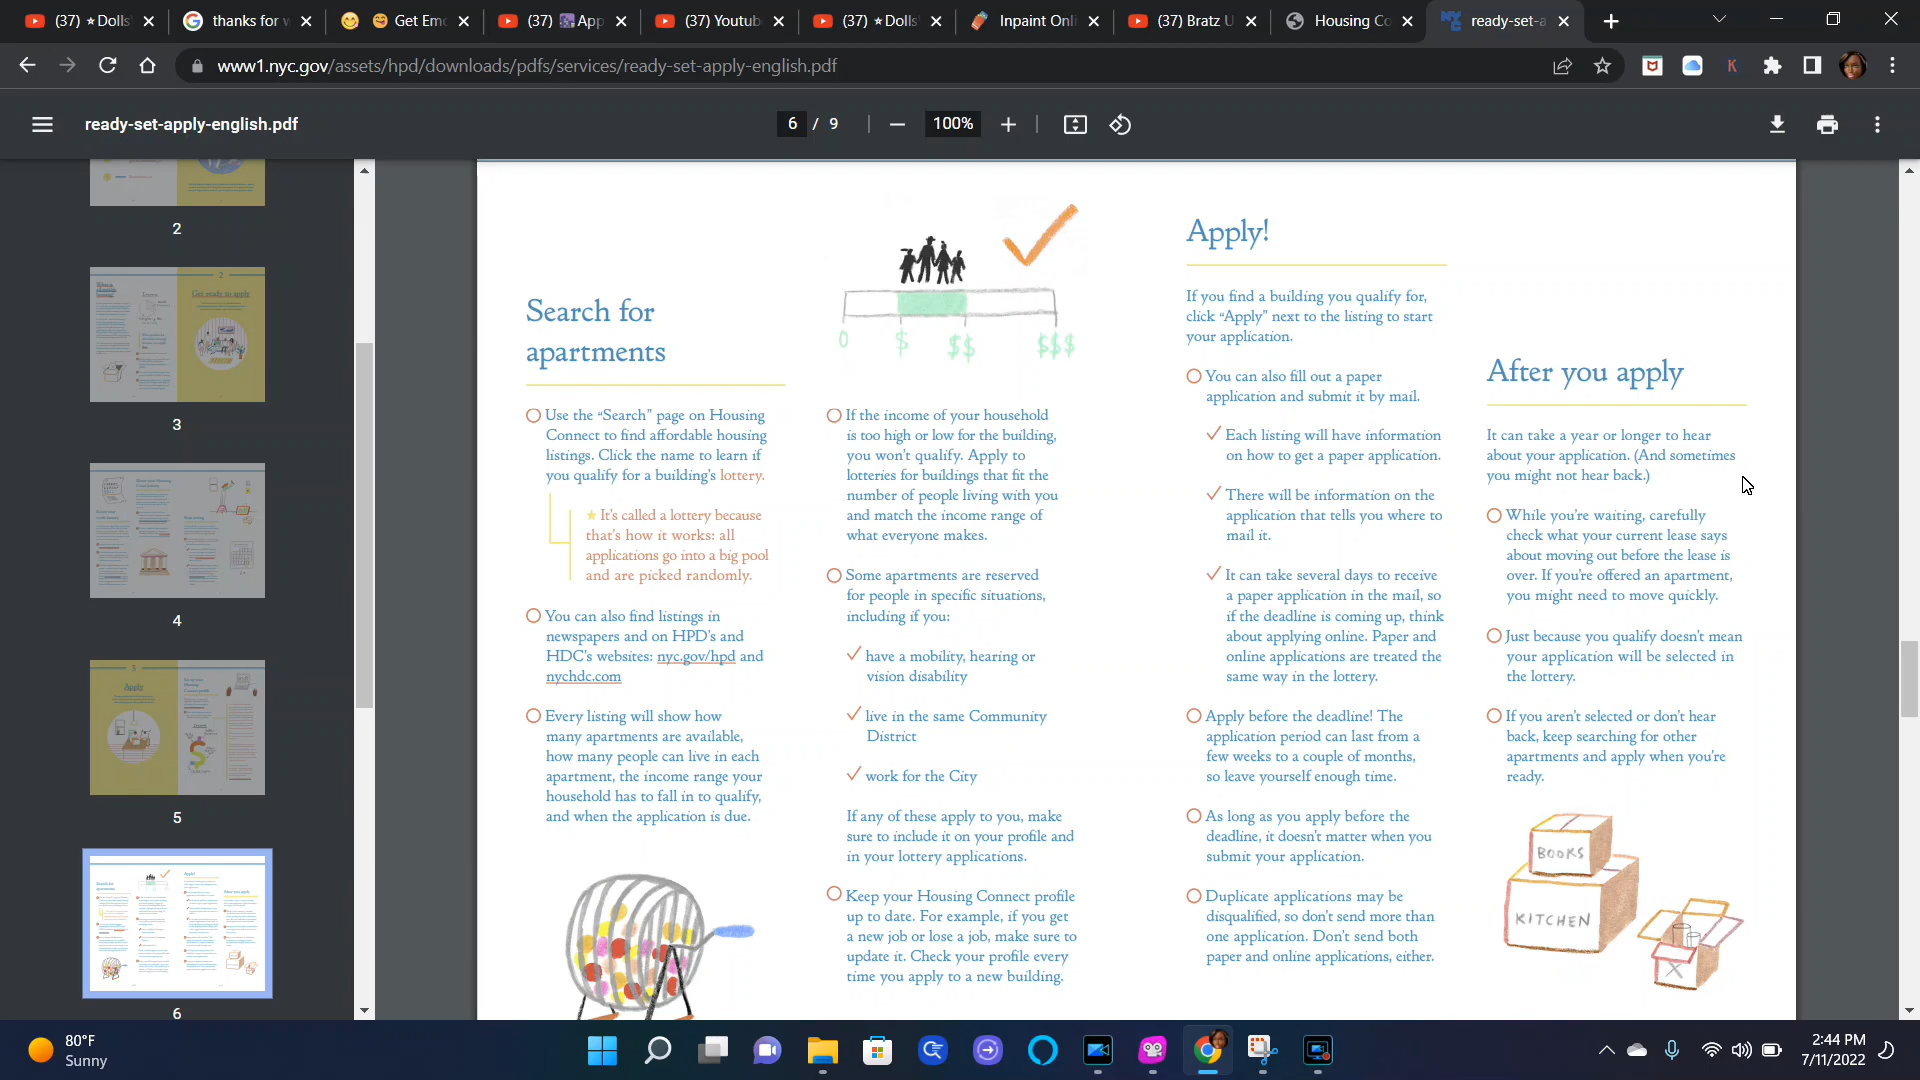 (37) ⭑Dolls
thanks for w
Get Emo
(37) App
(37) Youtub
(37) ⭑Dolls
Inpaint Onli
(37) Bratz U
Housing Co
ready-set-a
www1.nyc.gov/assets/hpd/downloads/pdfs/services/ready-set-apply-english.pdf
ready-set-apply-english.pdf
6 / 9
100%
2
3
4
5
6
Search for
apartments
Use the “Search” page on Housing
Connect to find affordable housing
listings. Click the name to learn if
you qualify for a building’s lottery.
★ It’s called a lottery because
that’s how it works: all
applications go into a big pool
and are picked randomly.
You can also find listings in
newspapers and on HPD’s and
HDC’s websites: nyc.gov/hpd and
nychdc.com
Every listing will show how
many apartments are available,
how many people can live in each
apartment, the income range your
household has to fall in to qualify,
and when the application is due.
0 $ $$ $$$
If the income of your household
is too high or low for the building,
you won’t qualify. Apply to
lotteries for buildings that fit the
number of people living with you
and match the income range of
what everyone makes.
Some apartments are reserved
for people in specific situations,
including if you:
have a mobility, hearing or
vision disability
live in the same Community
District
work for the City
If any of these apply to you, make
sure to include it on your profile and
in your lottery applications.
Keep your Housing Connect profile
up to date. For example, if you get
a new job or lose a job, make sure to
update it. Check your profile every
time you apply to a new building.
Apply!
If you find a building you qualify for,
click “Apply” next to the listing to start
your application.
You can also fill out a paper
application and submit it by mail.
Each listing will have information
on how to get a paper application.
There will be information on the
application that tells you where to
mail it.
It can take several days to receive
a paper application in the mail, so
if the deadline is coming up, think
about applying online. Paper and
online applications are treated the
same way in the lottery.
Apply before the deadline! The
application period can last from a
few weeks to a couple of months,
so leave yourself enough time.
As long as you apply before the
deadline, it doesn’t matter when you
submit your application.
Duplicate applications may be
disqualified, so don’t send more than
one application. Don’t send both
paper and online applications, either.
After you apply
It can take a year or longer to hear
about your application. (And sometimes
you might not hear back.)
While you’re waiting, carefully
check what your current lease says
about moving out before the lease is
over. If you’re offered an apartment,
you might need to move quickly.
Just because you qualify doesn’t mean
your application will be selected in
the lottery.
If you aren’t selected or don’t hear
back, keep searching for other
apartments and apply when you’re
ready.
BOOKS
KITCHEN
80°F
Sunny
2:44 PM
7/11/2022